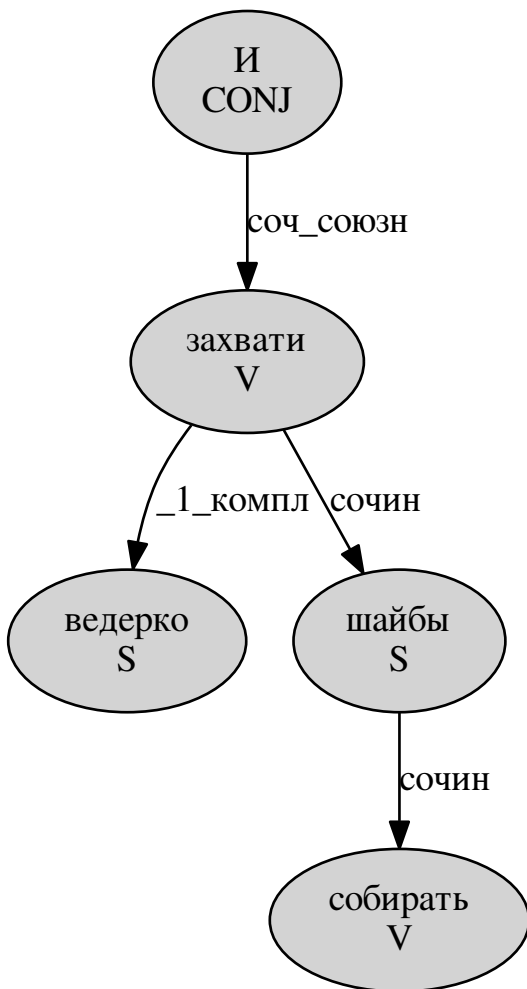 И
CONJ
соч_союзн
захвати
V
_1_компл сочин
ведерко
S
шайбы
S
сочин
собирать
V